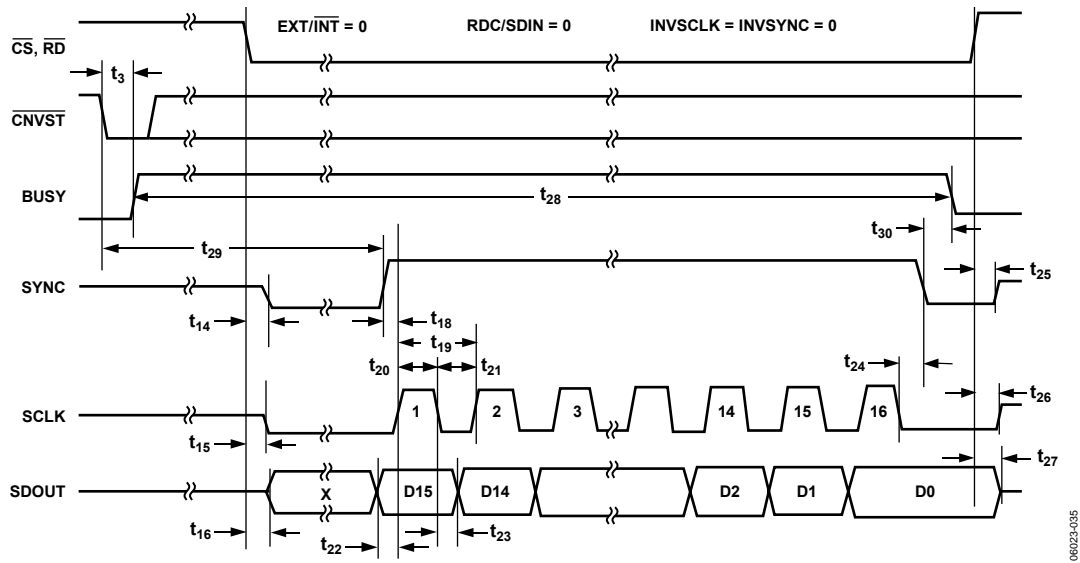 EXT/INT = 0 RDC/SDIN = 0 INVSCLK = INVSYNC = 0
CS, RD
t3
CNVST
BUSY
t28
t30
t29
t25
SYNC
t14
t18
t19
t20
t21
t24
t26
SCLK
1 2 3 14 15 16
t15
t27
SDOUT
X D15 D14 D2 D1 D0
t16
t22
t23
06023-035